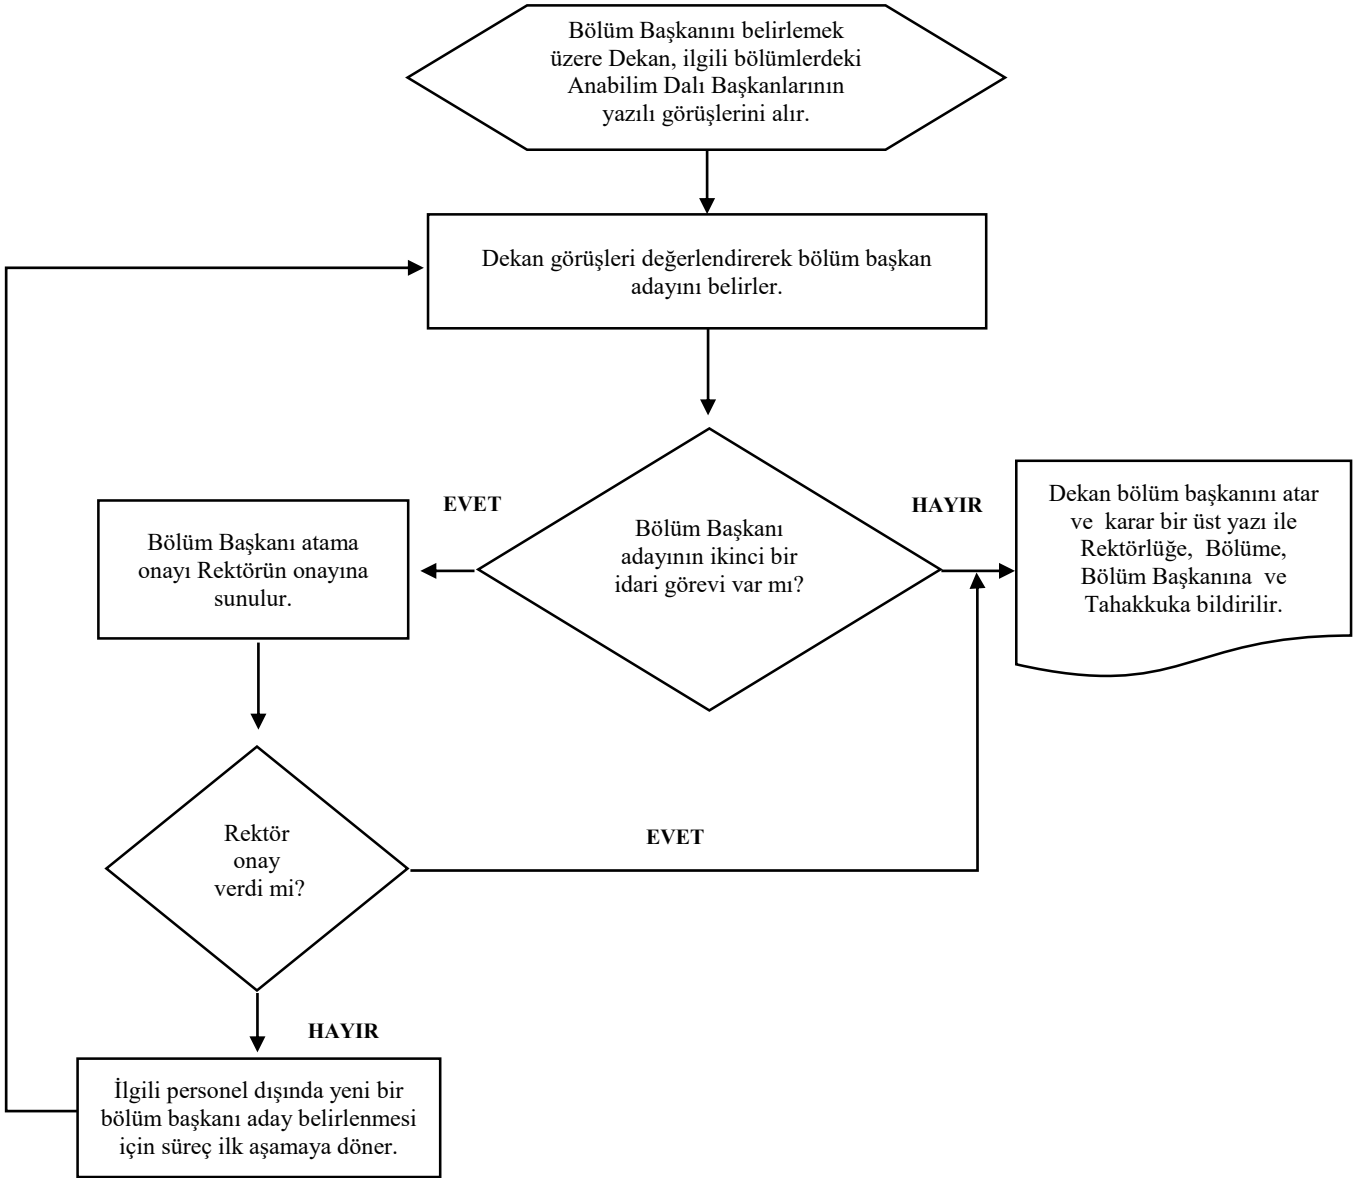 Bölüm Başkanını belirlemek
üzere Dekan, ilgili bölümlerdeki
Anabilim Dalı Başkanlarının
yazılı görüşlerini alır.
Dekan görüşleri değerlendirerek bölüm başkan
adayını belirler.
EVET
HAYIR
Bölüm Başkanı
adayının ikinci bir
idari görevi var mı?
Dekan bölüm başkanını atar
ve karar bir üst yazı ile
Rektörlüğe, Bölüme,
Bölüm Başkanına ve
Tahakkuka bildirilir.
Bölüm Başkanı atama
onayı Rektörün onayına
sunulur.
Rektör
onay
verdi mi?
EVET
HAYIR
İlgili personel dışında yeni bir
bölüm başkanı aday belirlenmesi
için süreç ilk aşamaya döner.